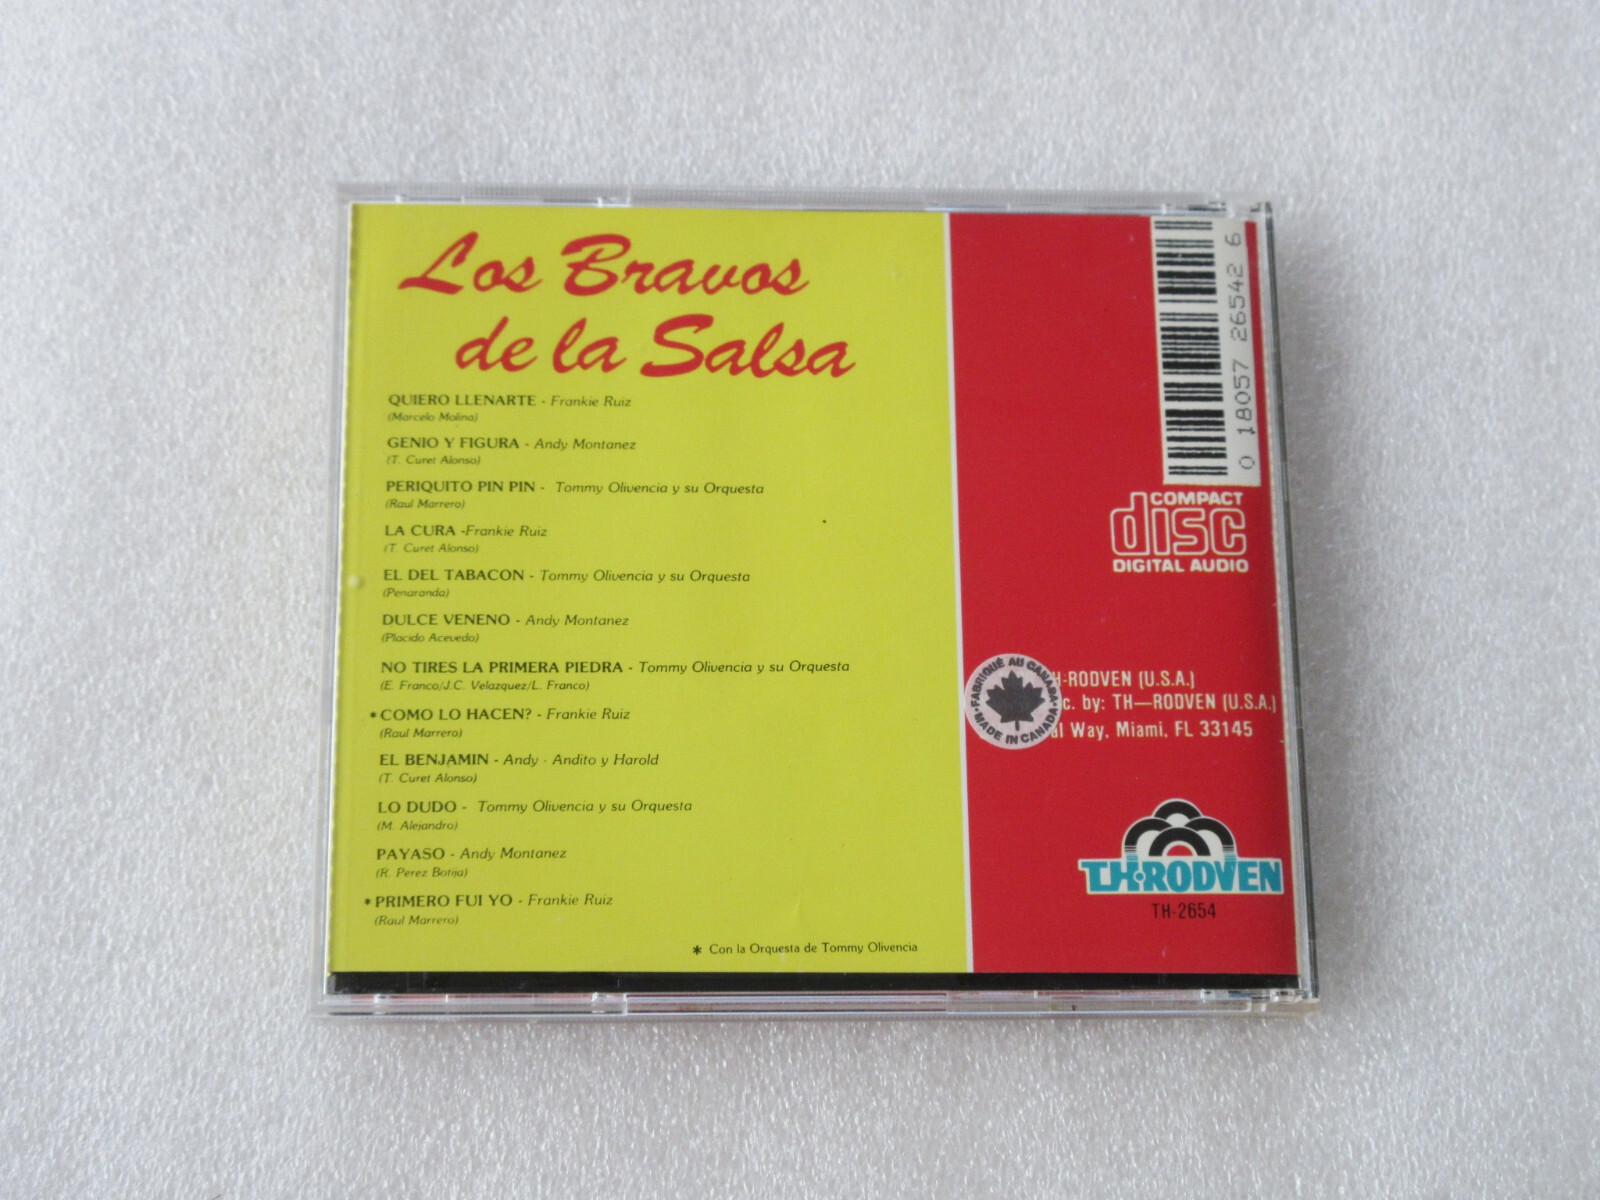 Los Bravos
de la Salsa
QUIERO LLENARTE - Frankie Ruiz
(Marcelo Molina)
GENIO Y FIGURA - Andy Montanez
(T. Curet Alonso)
PERIQUITO PIN PIN - Tommy Olivencia y su Orquesta
(Raul Marrero)
LA CURA -Frankie Ruiz
(T. Curet Alonso)
EL DEL TABACON - Tommy Olivencia y su Orquesta
(Penaranda)
DULCE VENENO - Andy Montanez
(Placido Acevedo)
NO TIRES LA PRIMERA PIEDRA - Tommy Olivencia y su Orquesta
(E. Franco/J.C. Velazquez/L. Franco)
* COMO LO HACEN? - Frankie Ruiz
(Raul Marrero)
EL BENJAMIN - Andy - Andito y Harold
(T. Curet Alonso)
LO DUDO - Tommy Olivencia y su Orquesta
(M. Alejandro)
PAYASO - Andy Montanez
(R. Perez Botija)
* PRIMERO FUI YO - Frankie Ruiz
(Raul Marrero)
* Con la Orquesta de Tommy Olivencia
0 18057 26542 6
COMPACT
disc
DIGITAL AUDIO
FABRIQUÉ AU CANADA
MADE IN CANADA
H-RODVEN (U.S.A.)
c. by: TH—RODVEN (U.S.A.)
al Way, Miami, FL 33145
TH·RODVEN
TH-2654